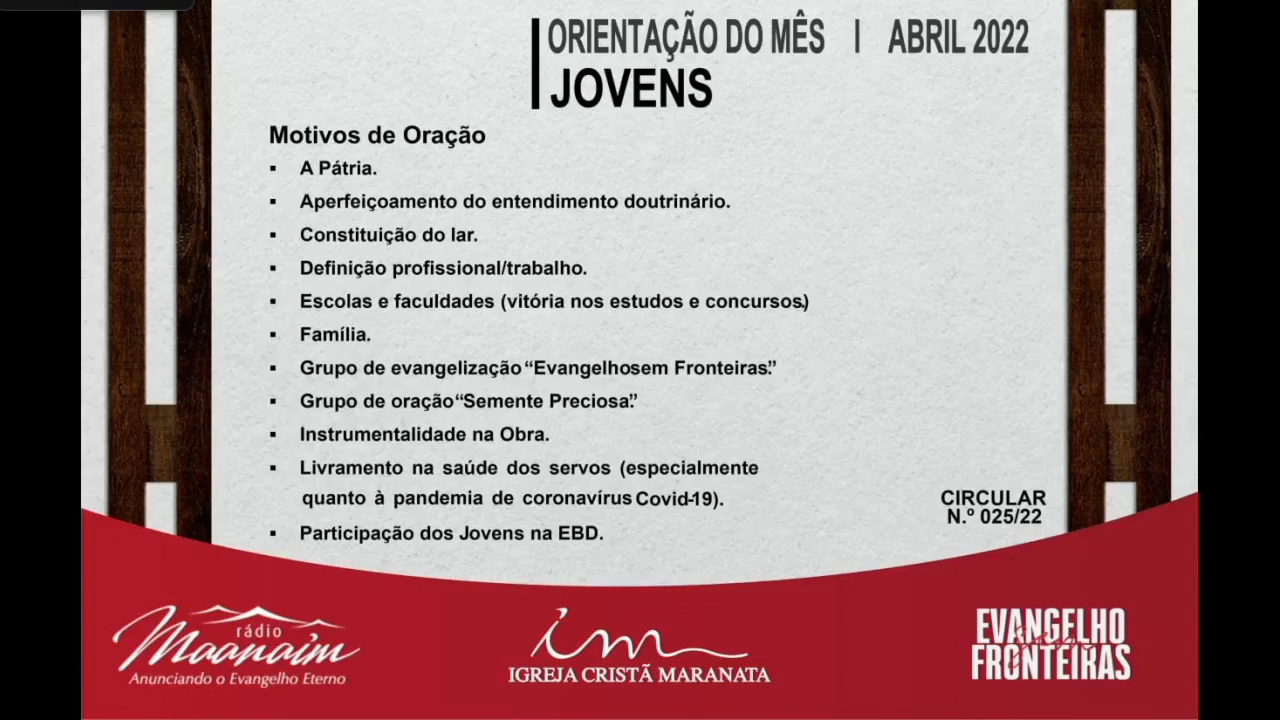 ORIENTAÇÃO DO MÊS | ABRIL 2022
JOVENS
Motivos de Oração
▪ A Pátria.
▪ Aperfeiçoamento do entendimento doutrinário.
▪ Constituição do lar.
▪ Definição profissional/trabalho.
▪ Escolas e faculdades (vitória nos estudos e concursos.)
▪ Família.
▪ Grupo de evangelização “Evangelhosem Fronteiras.”
▪ Grupo de oração “Semente Preciosa.”
▪ Instrumentalidade na Obra.
▪ Livramento na saúde dos servos (especialmente
quanto à pandemia de coronavírus Covid-19).
▪ Participação dos Jovens na EBD.
CIRCULAR
N.º 025/22
rádio
Maanaim
Anunciando o Evangelho Eterno
im
IGREJA CRISTÃ MARANATA
EVANGELHO
sem
FRONTEIRAS